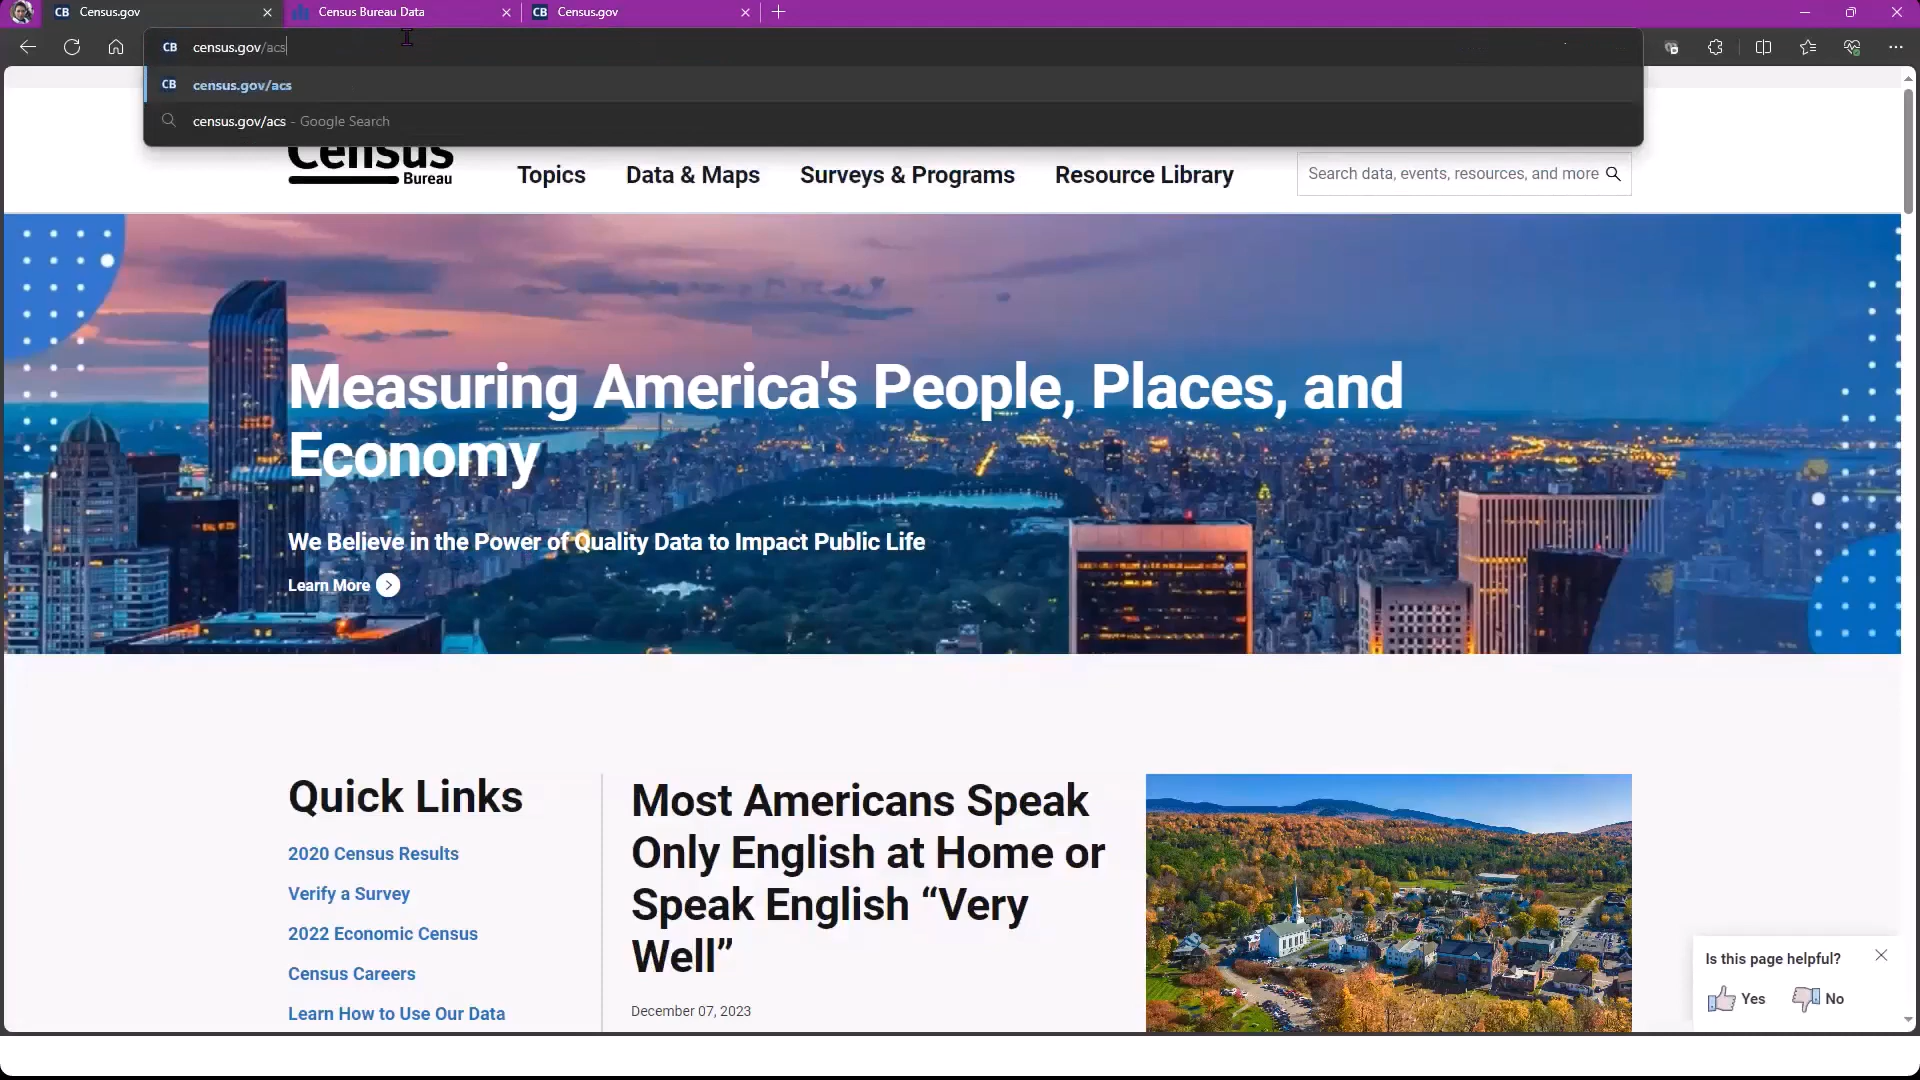 CB Census.gov
Census Bureau Data
CB Census.gov
CB census.gov/acs
CB census.gov/acs
census.gov/acs - Google Search
Census
Bureau
Topics
Data & Maps
Surveys & Programs
Resource Library
Search data, events, resources, and more
Measuring America's People, Places, and
Economy
We Believe in the Power of Quality Data to Impact Public Life
Learn More
Quick Links
2020 Census Results
Verify a Survey
2022 Economic Census
Census Careers
Learn How to Use Our Data
Most Americans Speak
Only English at Home or
Speak English “Very
Well”
December 07, 2023
Is this page helpful?
Yes
No